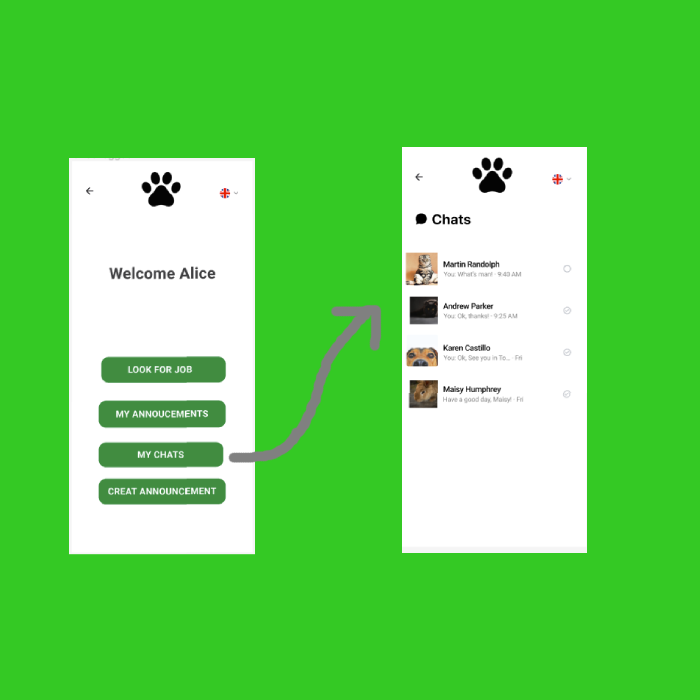 Welcome Alice
LOOK FOR JOB
MY ANNOUCEMENTS
MY CHATS
CREAT ANNOUNCEMENT
Chats
Martin Randolph
You: What's man! · 9:40 AM
Andrew Parker
You: Ok, thanks! · 9:25 AM
Karen Castillo
You: Ok, See you in To... · Fri
Maisy Humphrey
Have a good day, Maisy! · Fri